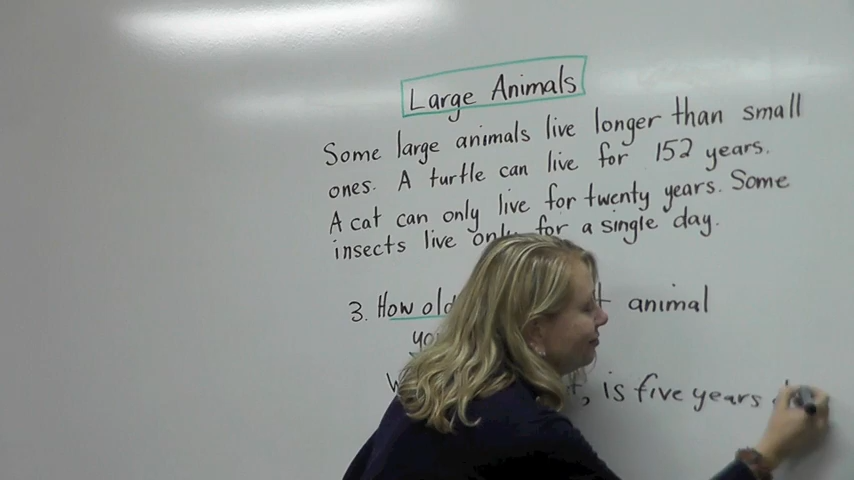 Large Animals
Some large animals live longer than small
ones. A turtle can live for 152 years.
A cat can only live for twenty years. Some
insects live only for a single day.
3. How old animal
, is five years